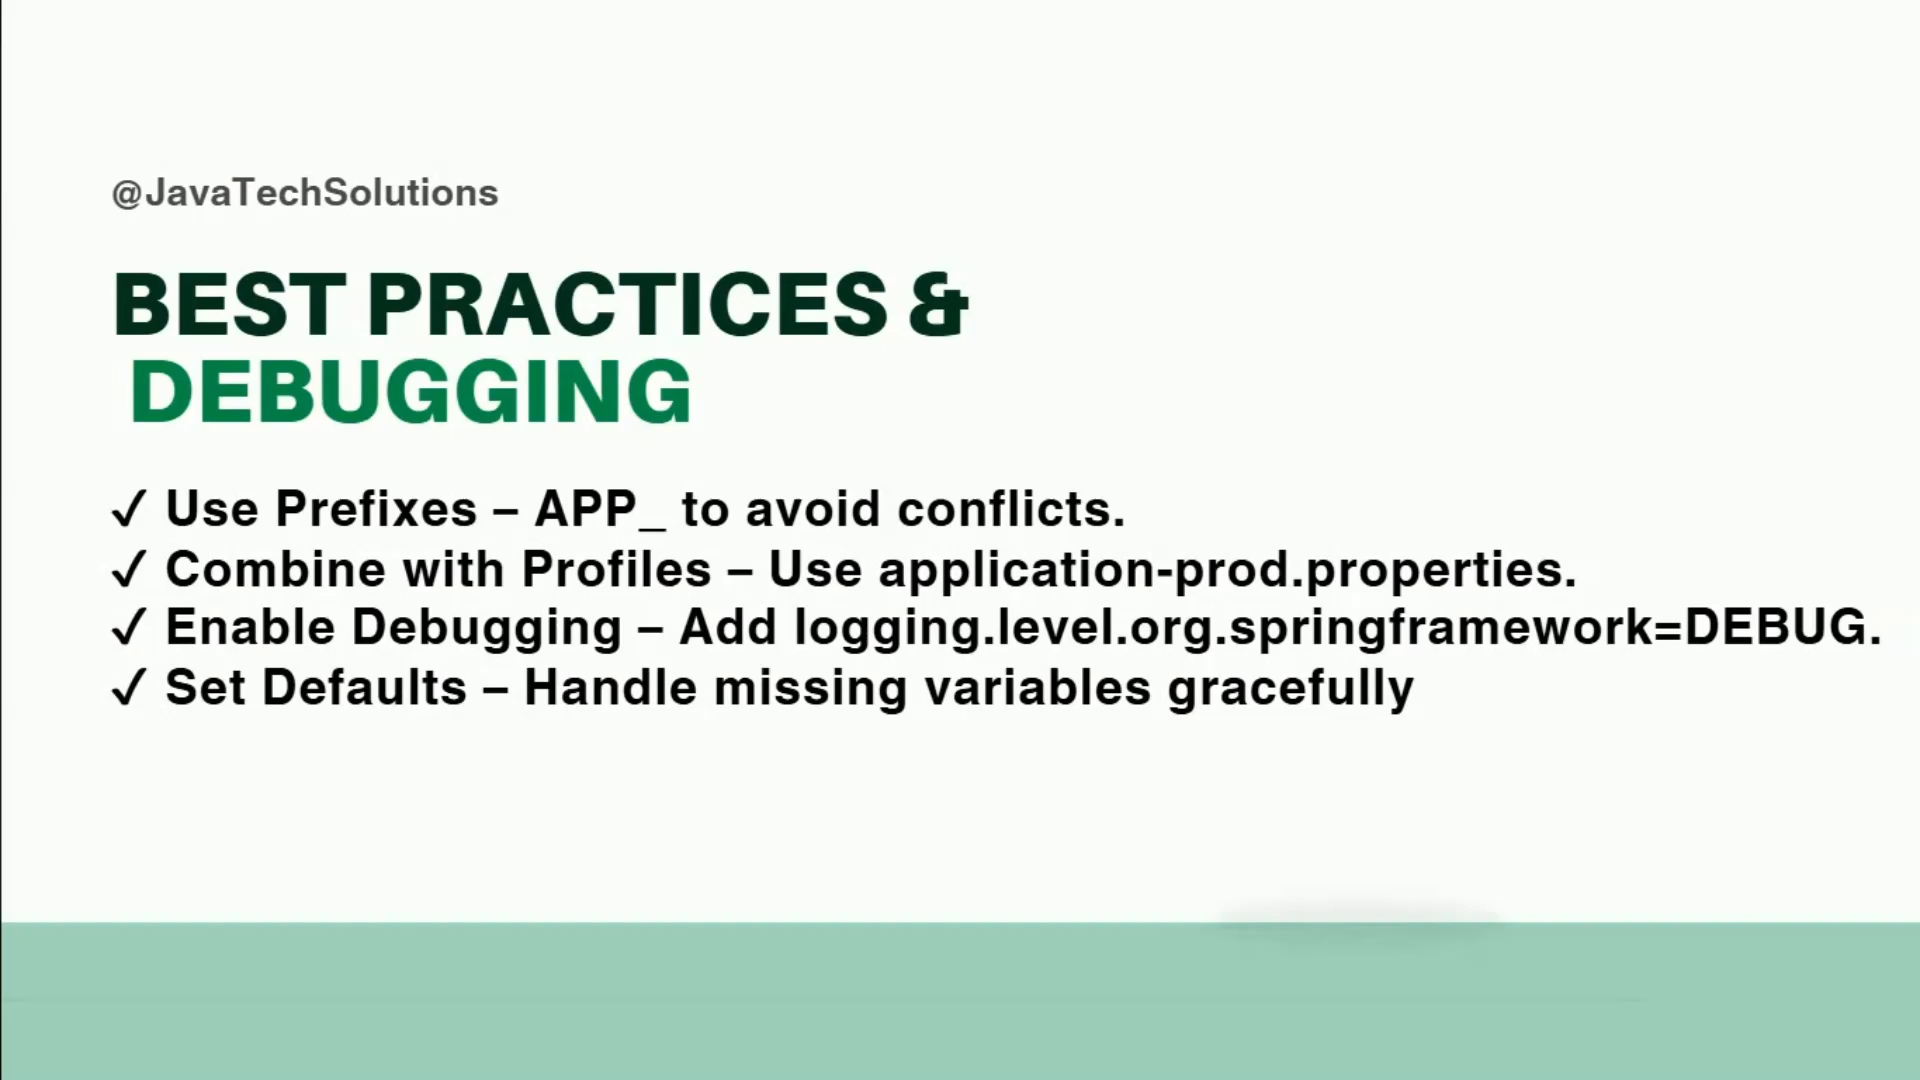 @JavaTechSolutions
BEST PRACTICES &
DEBUGGING
✓ Use Prefixes – APP_ to avoid conflicts.
✓ Combine with Profiles – Use application-prod.properties.
✓ Enable Debugging – Add logging.level.org.springframework=DEBUG.
✓ Set Defaults – Handle missing variables gracefully